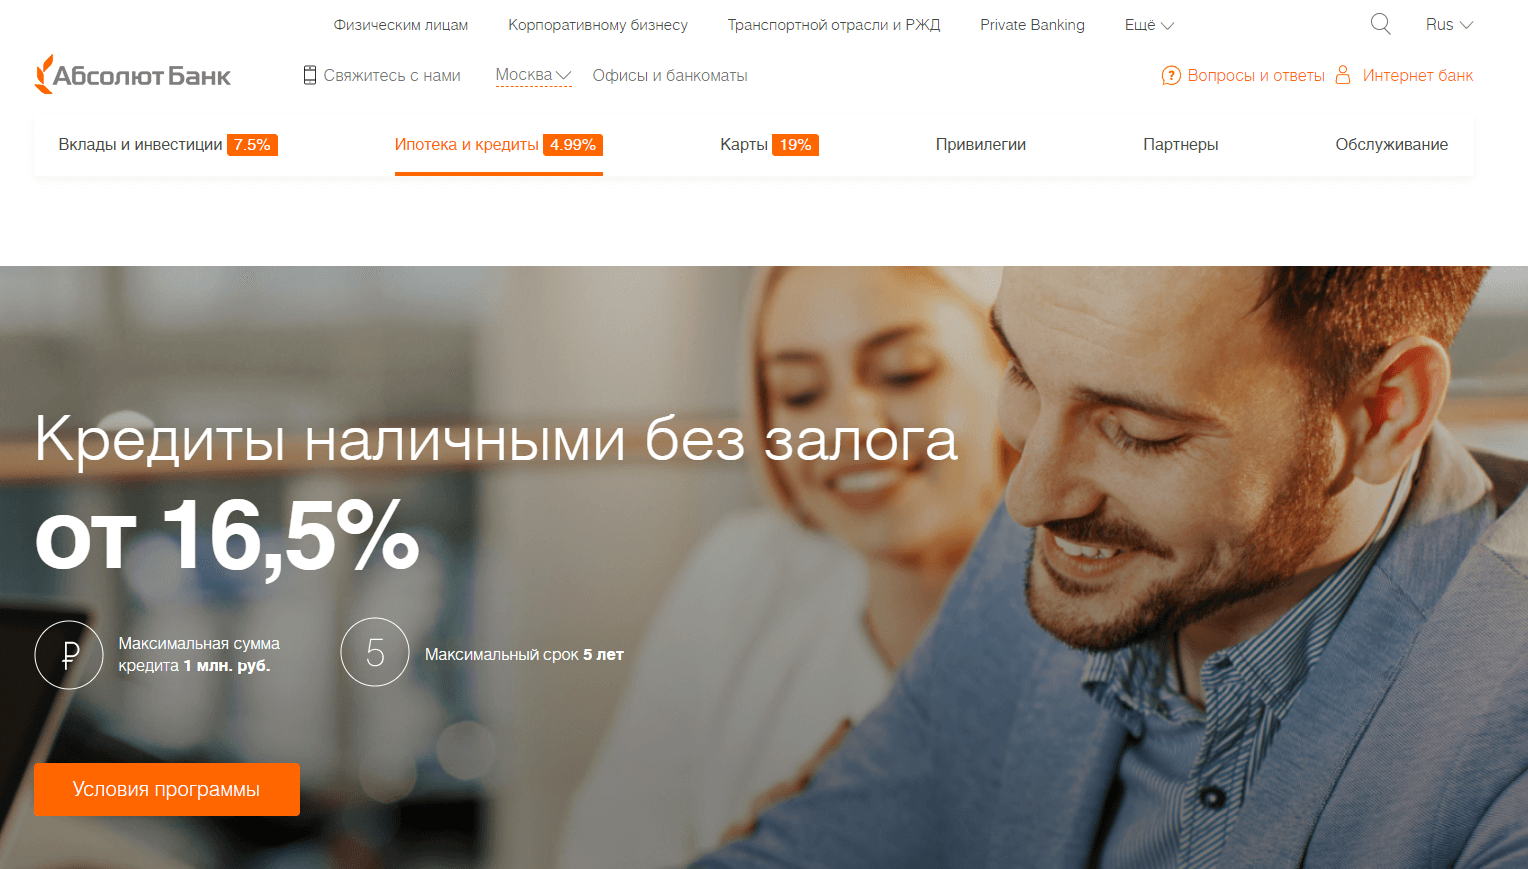 Физическим лицам Корпоративному бизнесу Транспортной отрасли и РЖД Private Banking Ещё Rus
Абсолют Банк Свяжитесь с нами Москва Офисы и банкоматы Вопросы и ответы Интернет банк
Вклады и инвестиции 7.5% Ипотека и кредиты 4.99% Карты 19% Привилегии Партнеры Обслуживание
Кредиты наличными без залога
от 16,5%
Максимальная сумма
кредита 1 млн. руб.
5 Максимальный срок 5 лет
Условия программы